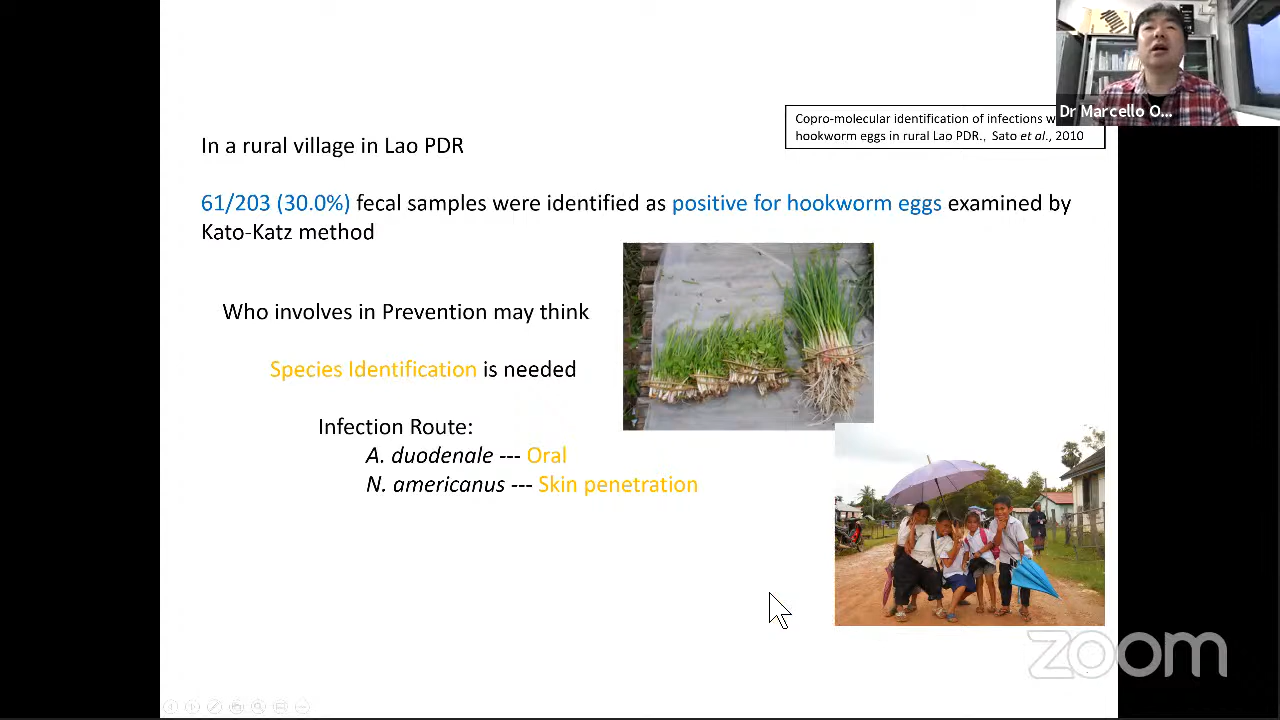 Dr Marcello O...
Copro-molecular identification of infections w
hookworm eggs in rural Lao PDR., Sato et al., 2010
In a rural village in Lao PDR
61/203 (30.0%) fecal samples were identified as positive for hookworm eggs examined by
Kato-Katz method
Who involves in Prevention may think
Species Identification is needed
Infection Route:
A. duodenale --- Oral
N. americanus --- Skin penetration
zoom